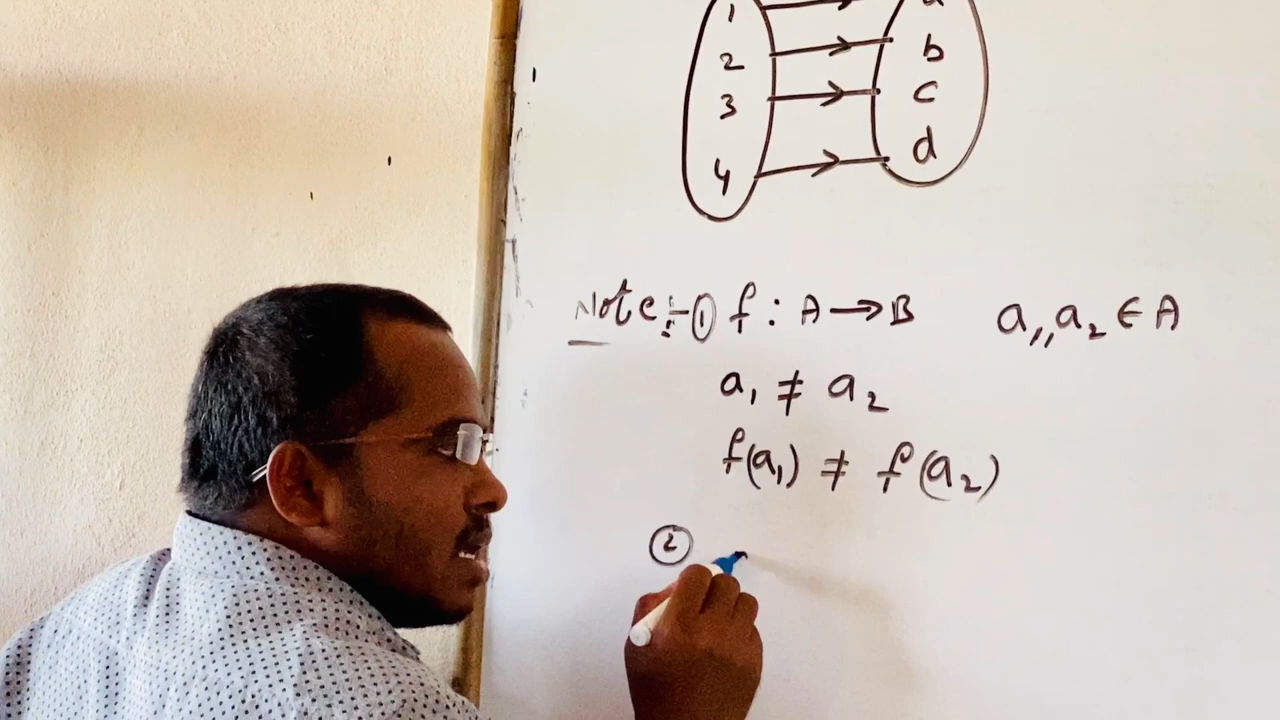 1 a
2 b
3 c
4 d
Note :- ① f : A → B a₁, a₂ ∈ A
a₁ ≠ a₂
f(a₁) ≠ f(a₂)
②